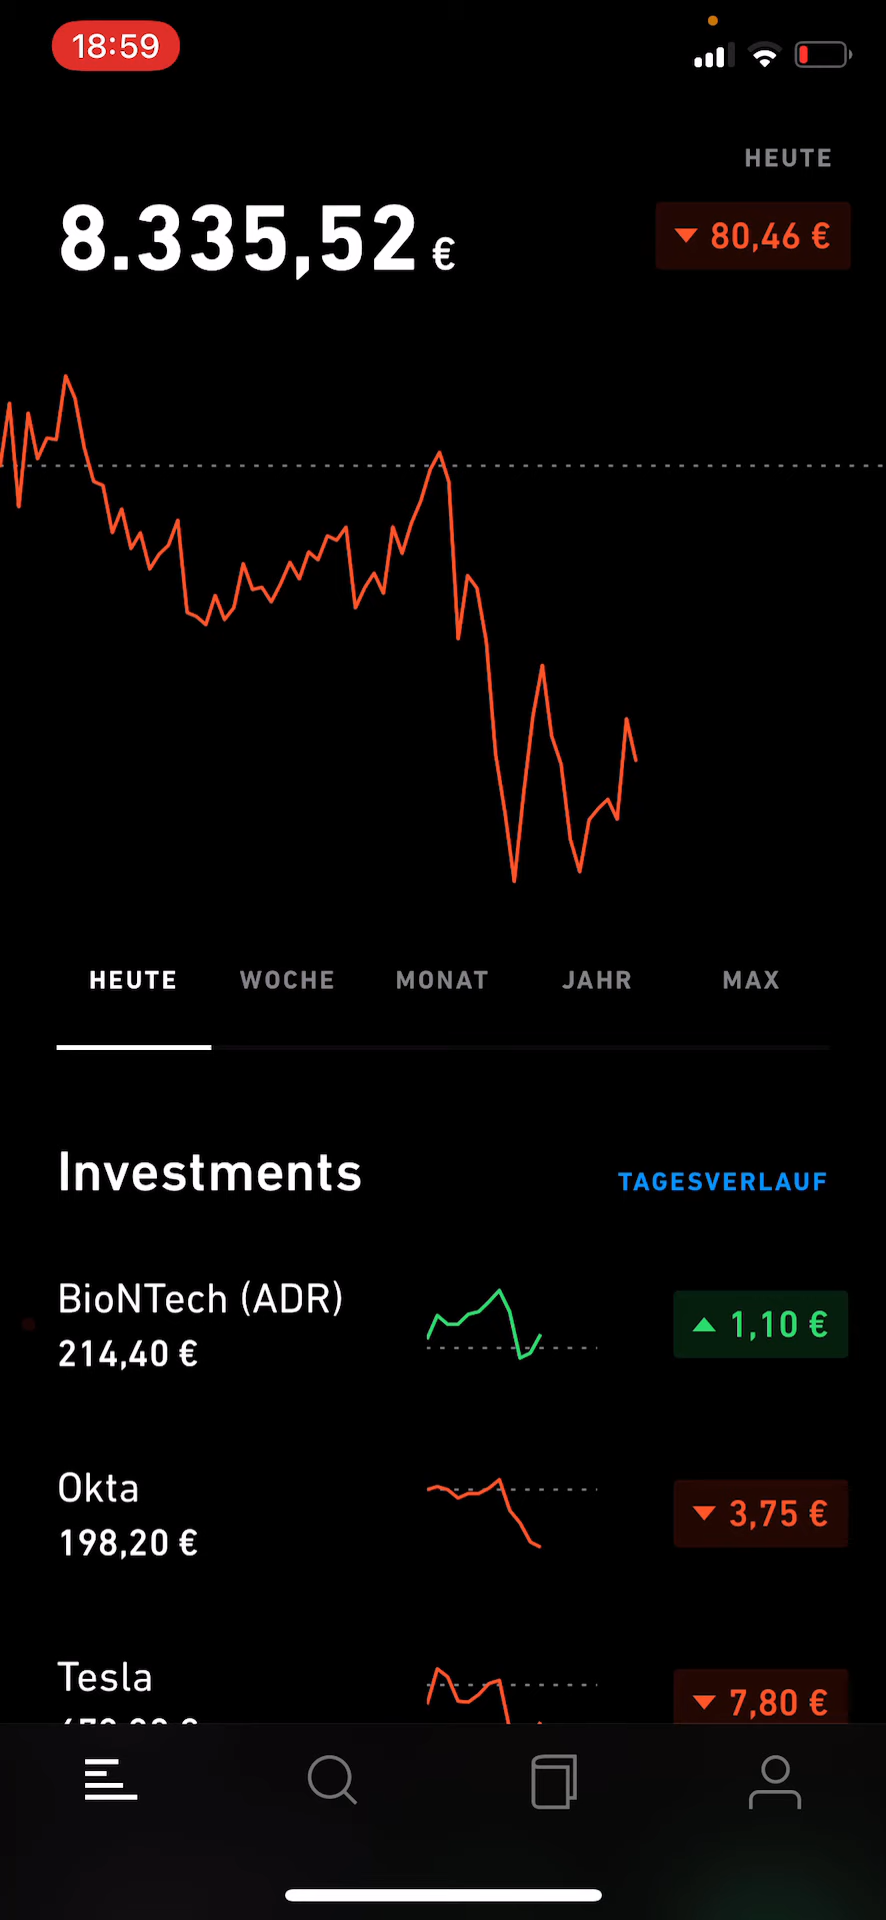 18:59
HEUTE
8.335,52 €
▼ 80,46 €
HEUTE WOCHE MONAT JAHR MAX
Investments
TAGESVERLAUF
BioNTech (ADR)
214,40 €
▲ 1,10 €
Okta
198,20 €
▼ 3,75 €
Tesla
▼ 7,80 €